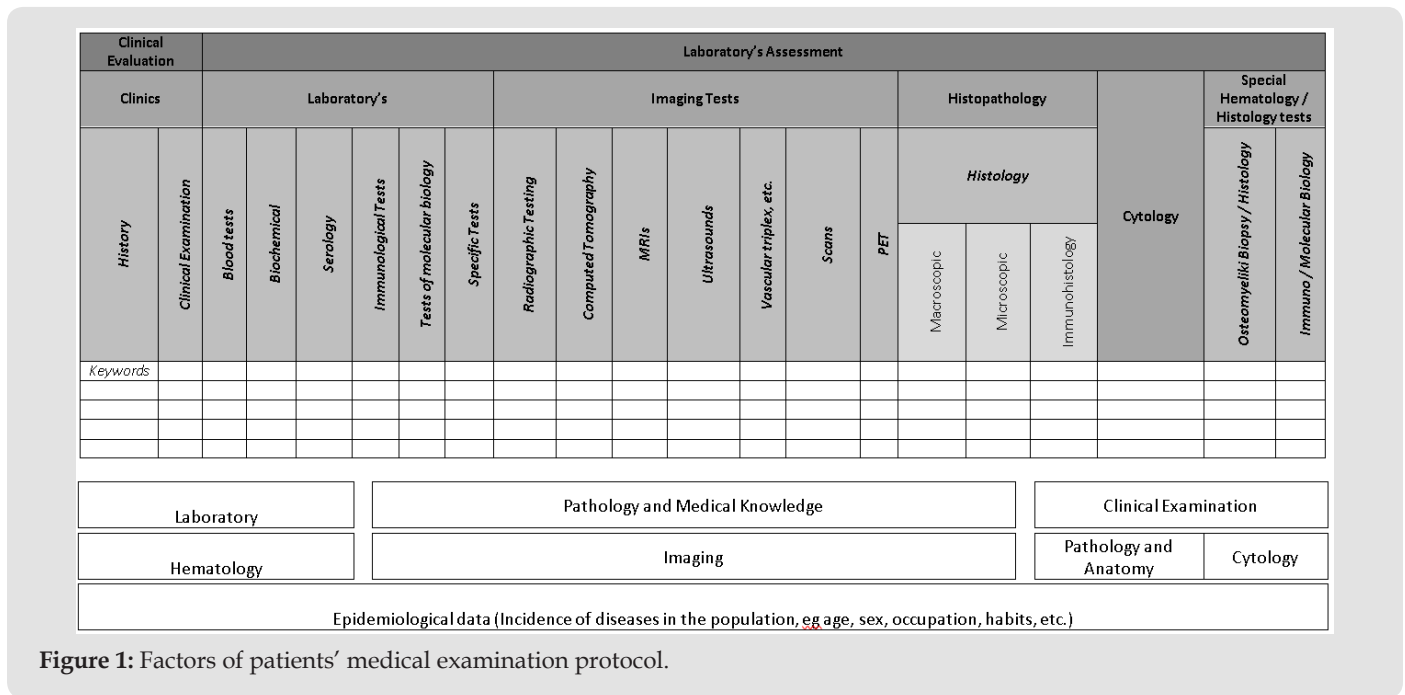 Clinical
Evaluation
Laboratory's Assessment
Clinics
Laboratory's
Imaging Tests
Histopathology
Special
Hematology /
Histology tests
History
Clinical Examination
Blood tests
Biochemical
Serology
Immunological Tests
Tests of molecular biology
Specific Tests
Radiographic Testing
Computed Tomography
MRIs
Ultrasounds
Vascular triplex, etc.
Scans
PET
Histology
Macroscopic
Microscopic
Immunohistology
Cytology
Osteomyeliki Biopsy / Histology
Immuno / Molecular Biology
Keywords
Laboratory
Pathology and Medical Knowledge
Clinical Examination
Hematology
Imaging
Pathology and
Anatomy
Cytology
Epidemiological data (Incidence of diseases in the population, eg age, sex, occupation, habits, etc.)
Figure 1: Factors of patients' medical examination protocol.